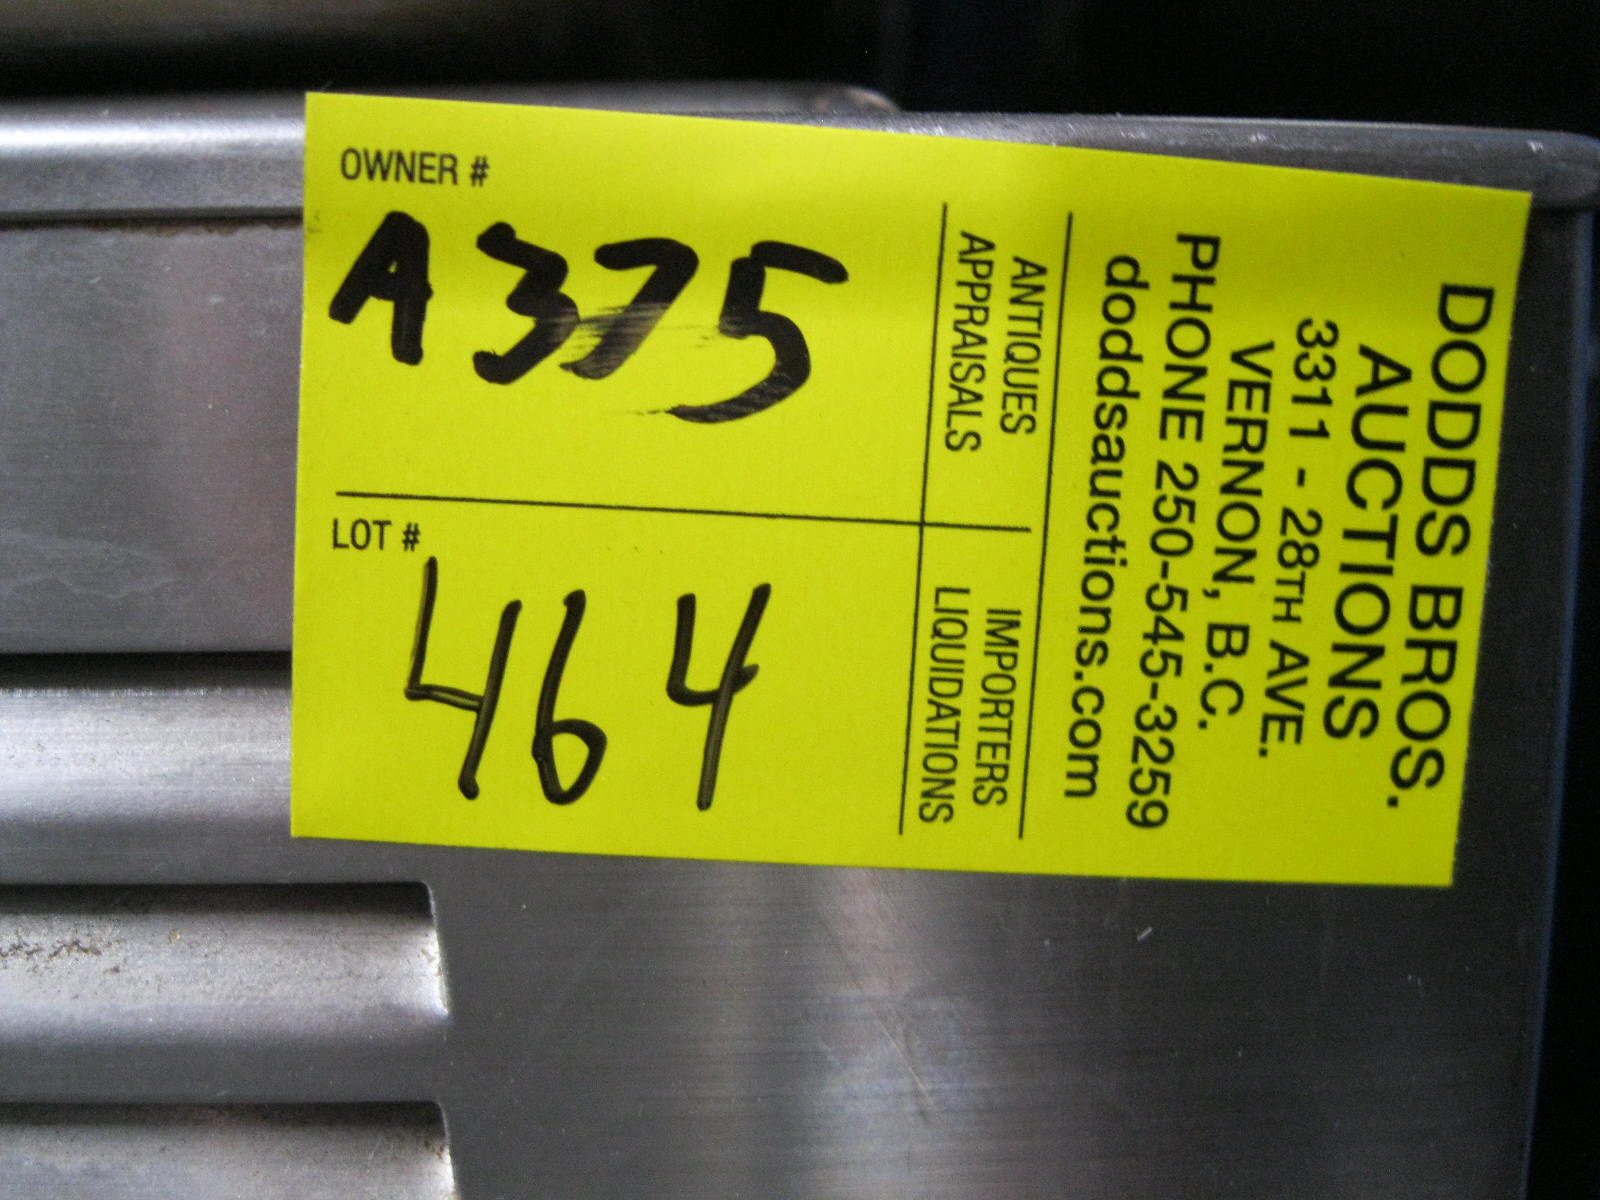 OWNER #
A375
LOT #
464
ANTIQUES
APPRAISALS
IMPORTERS
LIQUIDATIONS
DODDS BROS.
AUCTIONS
3311 - 28TH AVE.
VERNON, B.C.
PHONE 250-545-3259
doddsauctions.com